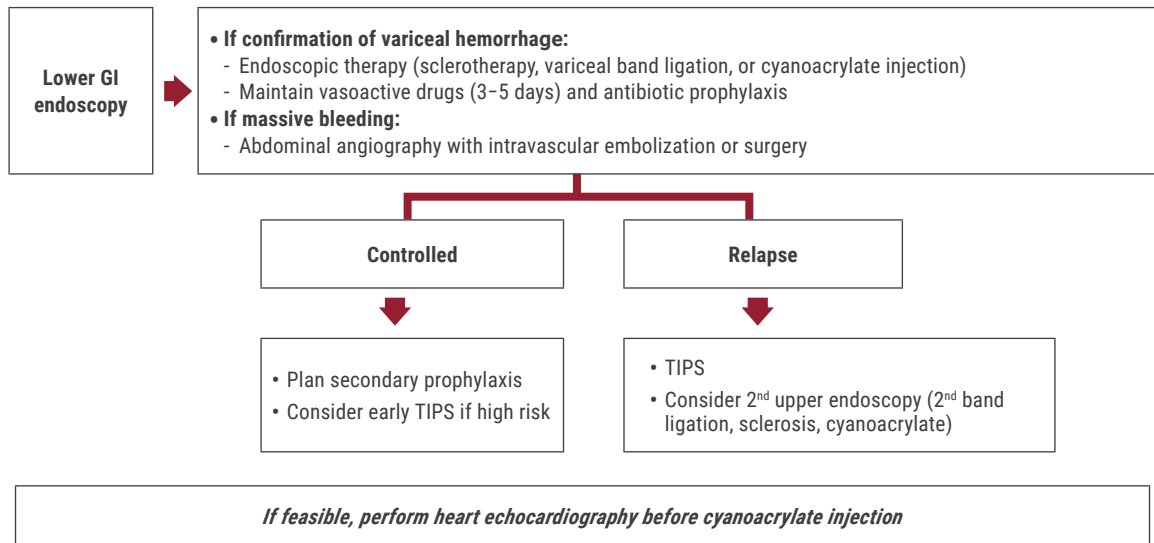 Lower GI
endoscopy
• If confirmation of variceal hemorrhage:
- Endoscopic therapy (sclerotherapy, variceal band ligation, or cyanoacrylate injection)
- Maintain vasoactive drugs (3–5 days) and antibiotic prophylaxis
• If massive bleeding:
- Abdominal angiography with intravascular embolization or surgery
Controlled
Relapse
• Plan secondary prophylaxis
• Consider early TIPS if high risk
• TIPS
• Consider 2nd upper endoscopy (2nd band
ligation, sclerosis, cyanoacrylate)
If feasible, perform heart echocardiography before cyanoacrylate injection